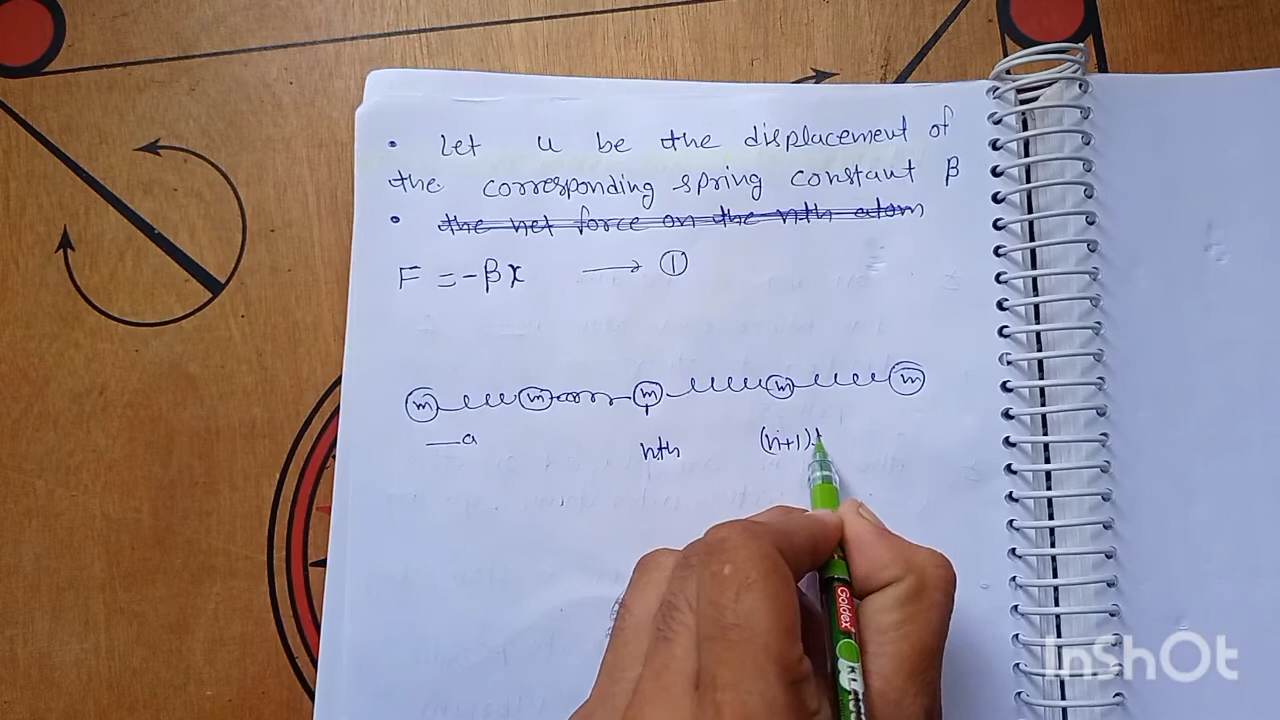 • Let u be the displacement of
the corresponding spring constant β
• the net force on the nth atom
F = -βx ⟶ ①
m m m m m
a nth (n+1)t
Goldex
KL
InShOt